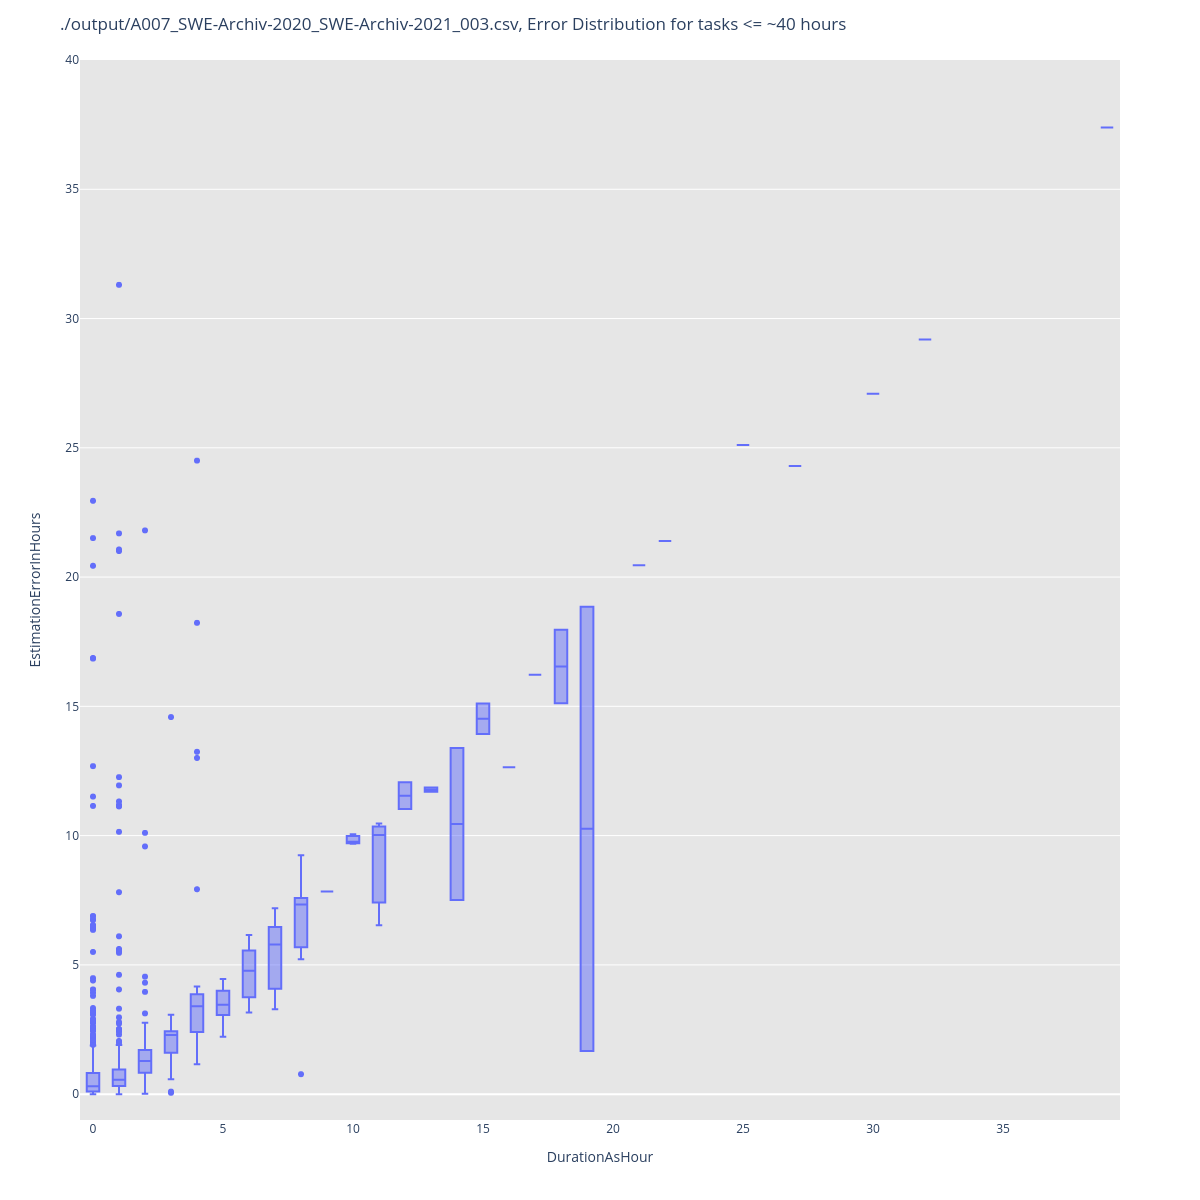 ./output/A007_SWE-Archiv-2020_SWE-Archiv-2021_003.csv, Error Distribution for tasks <= ~40 hours
40
35
30
25
20
15
10
5
0
EstimationErrorInHours
0 5 10 15 20 25 30 35
DurationAsHour